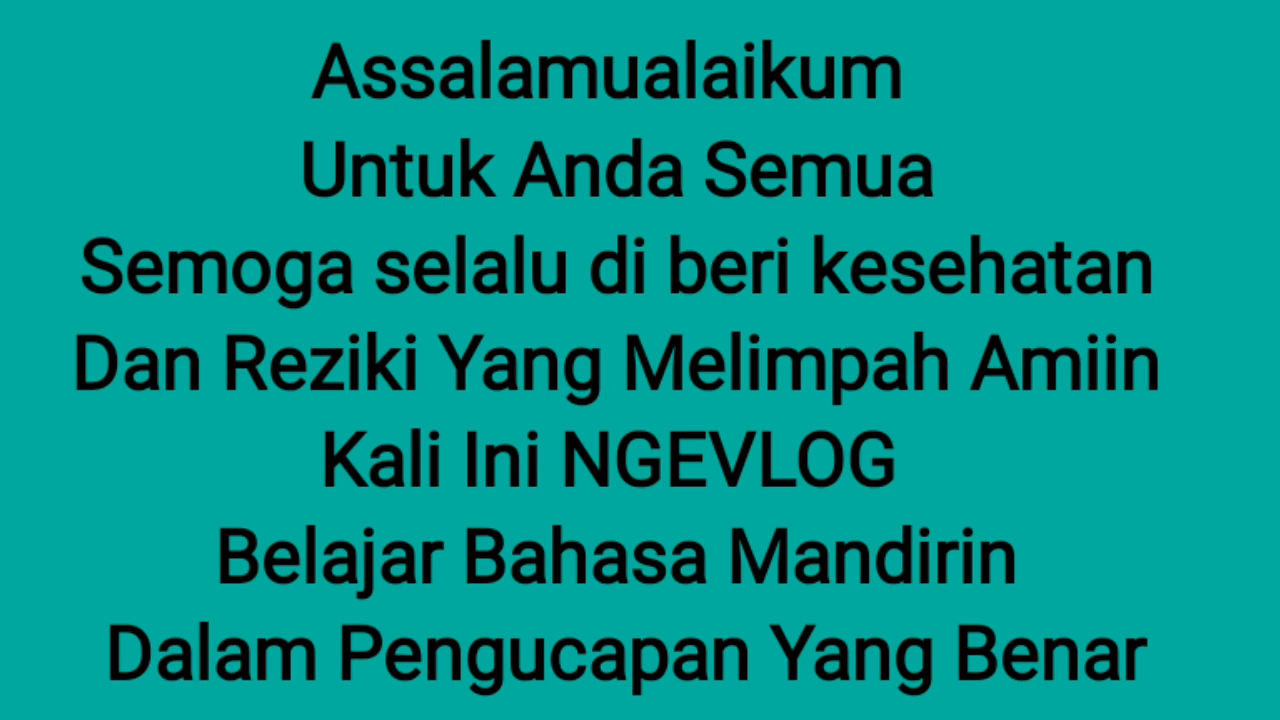 Assalamualaikum
Untuk Anda Semua
Semoga selalu di beri kesehatan
Dan Reziki Yang Melimpah Amiin
Kali Ini NGEVLOG
Belajar Bahasa Mandirin
Dalam Pengucapan Yang Benar